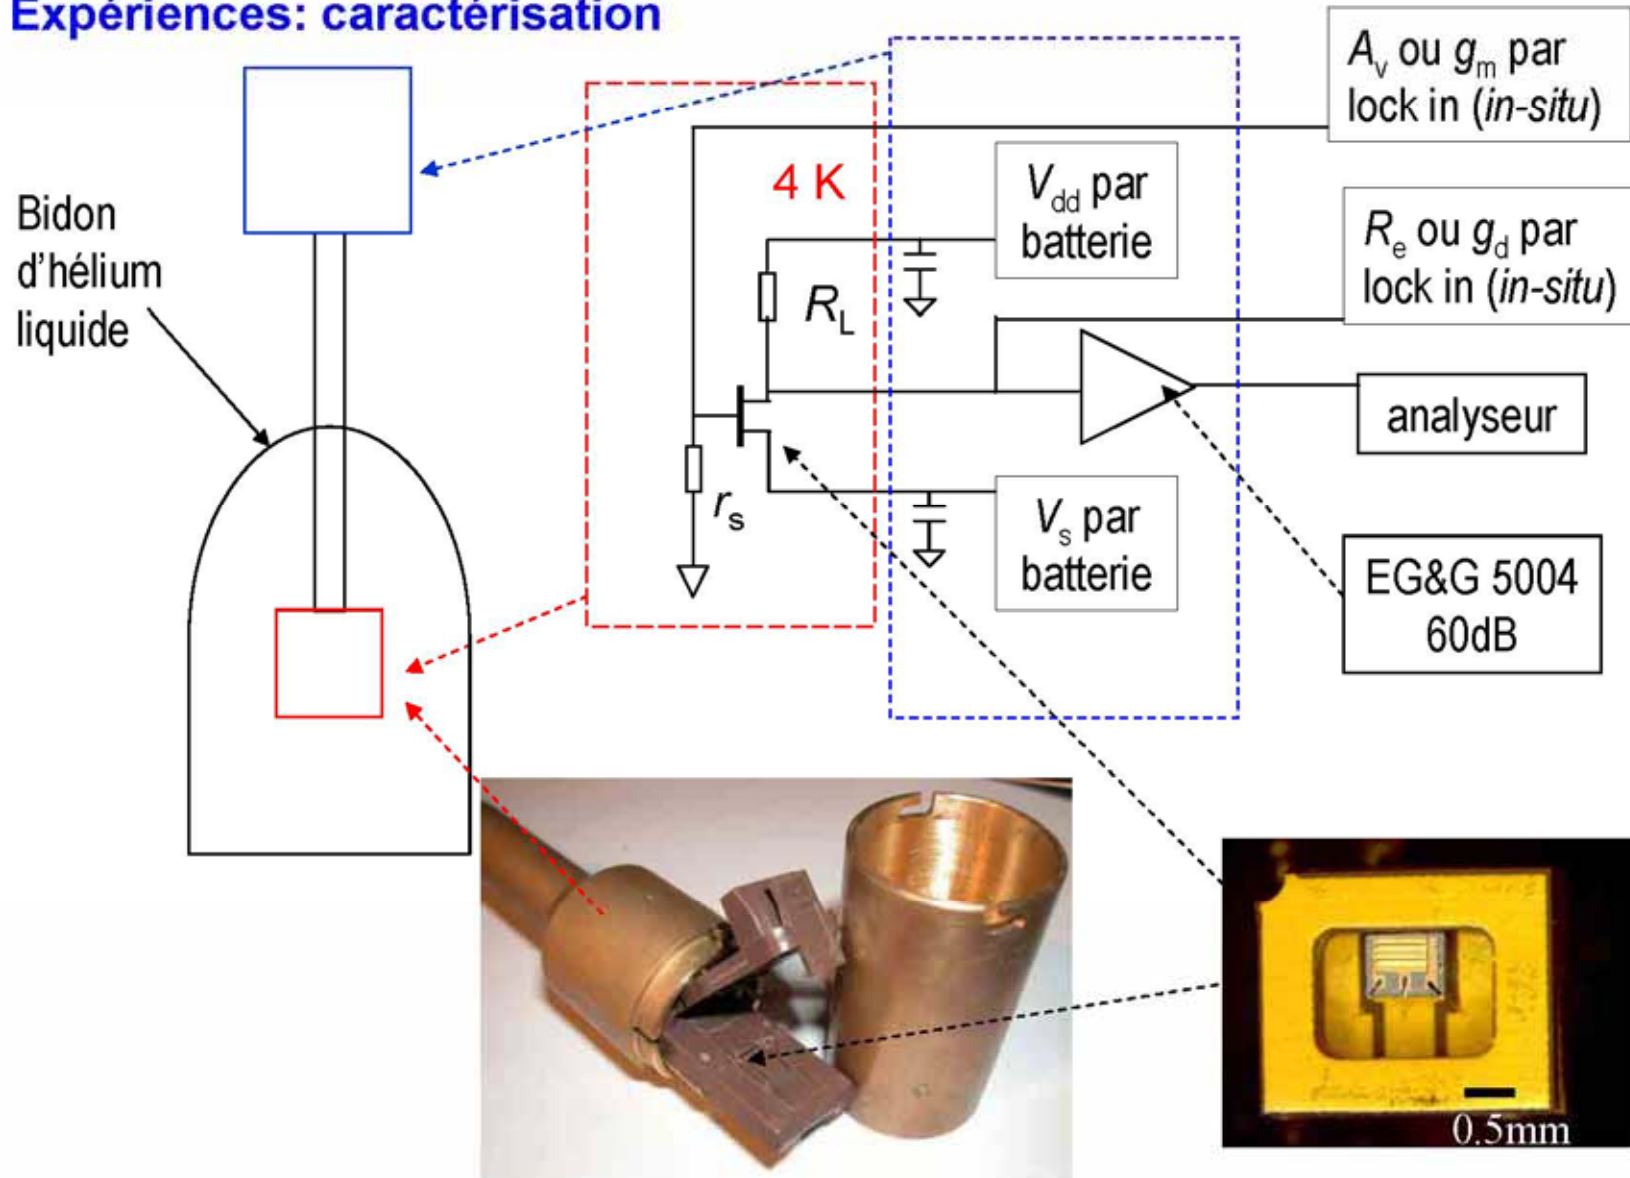 Expériences: caractérisation
Bidon
d'hélium
liquide
4 K
R_L
r_s
V_dd par
batterie
V_s par
batterie
A_v ou g_m par
lock in (in-situ)
R_e ou g_d par
lock in (in-situ)
analyseur
EG&G 5004
60dB
0.5mm